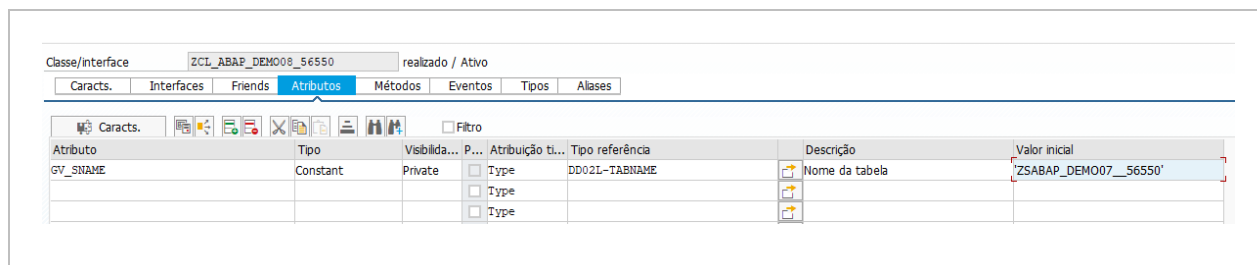 Classe/interface ZCL_ABAP_DEMO08_56550 realizado / Ativo
Caracts. Interfaces Friends Atributos Métodos Eventos Tipos Aliases
Caracts. Filtro
Atributo Tipo Visibilida... P... Atribuição ti... Tipo referência Descrição Valor inicial
GV_SNAME Constant Private Type DD02L-TABNAME Nome da tabela 'ZSABAP_DEMO07__56550'
Type
Type